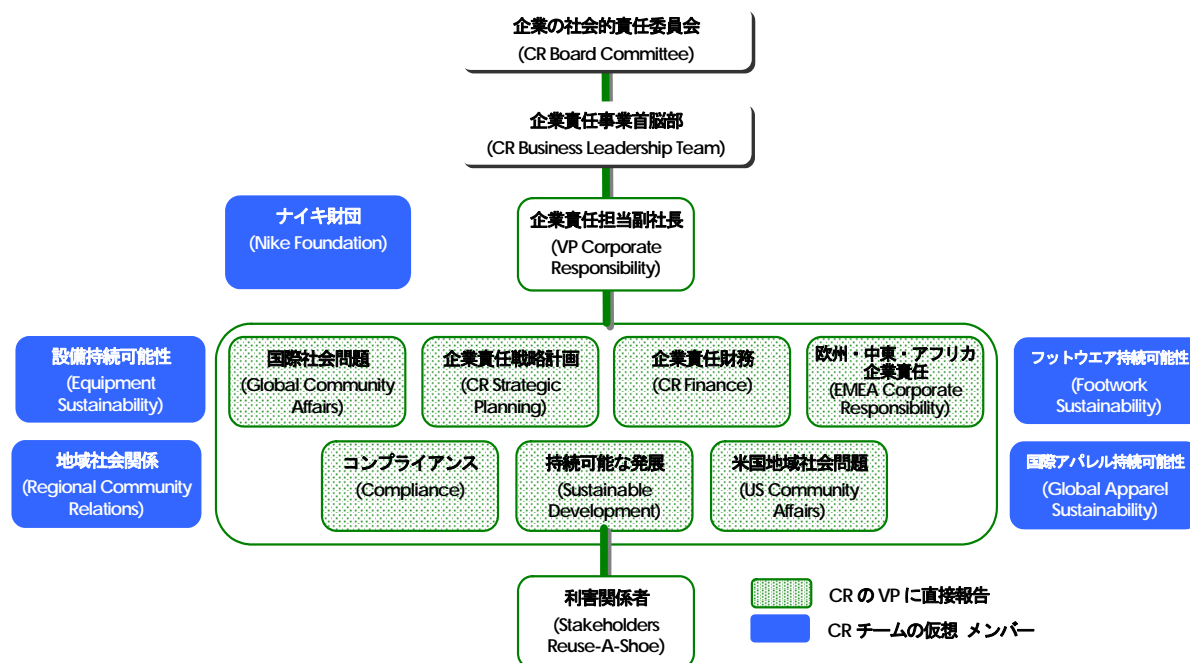 企業の社会的責任委員会
(CR Board Committee)
企業責任事業首脳部
(CR Business Leadership Team)
ナイキ財団
(Nike Foundation)
企業責任担当副社長
(VP Corporate
Responsibility)
設備持続可能性
(Equipment
Sustainability)
国際社会問題
(Global Community
Affairs)
企業責任戦略計画
(CR Strategic
Planning)
企業責任財務
(CR Finance)
欧州・中東・アフリカ
企業責任
(EMEA Corporate
Responsibility)
フットウエア持続可能性
(Footwork
Sustainability)
地域社会関係
(Regional Community
Relations)
コンプライアンス
(Compliance)
持続可能な発展
(Sustainable
Development)
米国地域社会問題
(US Community
Affairs)
国際アパレル持続可能性
(Global Apparel
Sustainability)
利害関係者
(Stakeholders
Reuse-A-Shoe)
CR の VP に直接報告
CR チームの仮想 メンバー